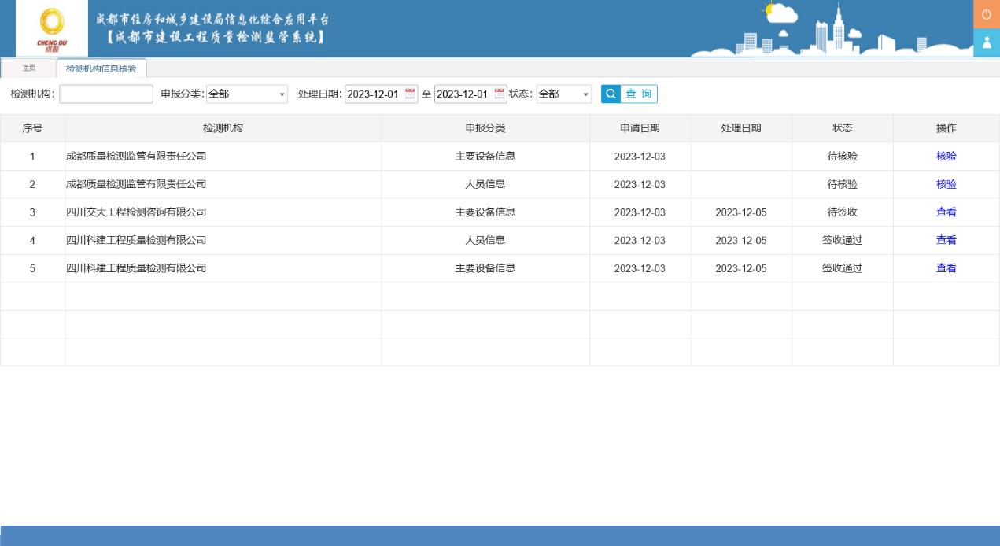 成都市住房和城乡建设局信息化综合应用平台
【成都市建设工程质量检测监管系统】
CHENG DU
成都
主页 检测机构信息核验
检测机构: 申报分类: 全部 处理日期: 2023-12-01 至 2023-12-01 状态: 全部 查 询
序号 检测机构 申报分类 申请日期 处理日期 状态 操作
1 成都质量检测监管有限责任公司 主要设备信息 2023-12-03 待核验 核验
2 成都质量检测监管有限责任公司 人员信息 2023-12-03 待核验 核验
3 四川交大工程检测咨询有限公司 主要设备信息 2023-12-03 2023-12-05 待签收 查看
4 四川科建工程质量检测有限公司 人员信息 2023-12-03 2023-12-05 签收通过 查看
5 四川科建工程质量检测有限公司 主要设备信息 2023-12-03 2023-12-05 签收通过 查看